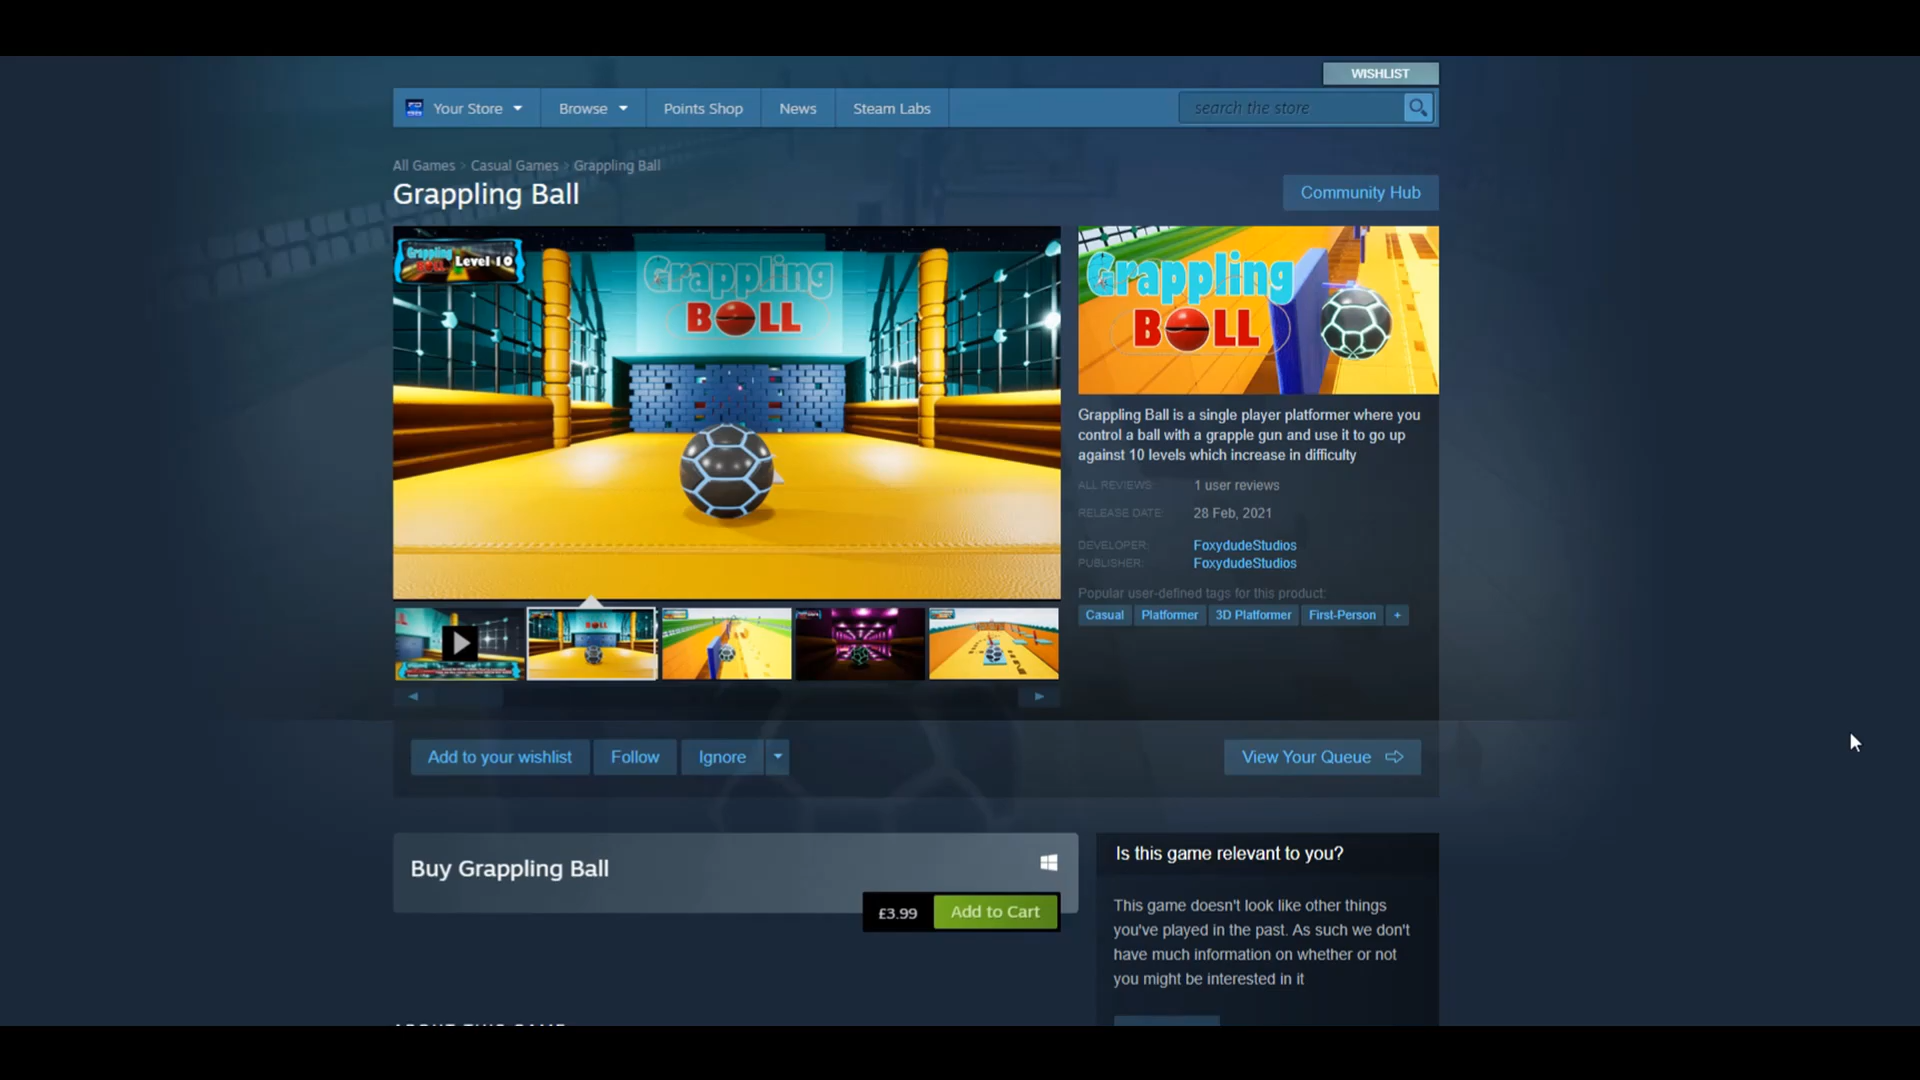 WISHLIST
Your Store
Browse
Points Shop
News
Steam Labs
search the store
All Games > Casual Games > Grappling Ball
Grappling Ball
Community Hub
Grappling
Level 10
Grappling
BALL
Grappling
BALL
Grappling Ball is a single player platformer where you
control a ball with a grapple gun and use it to go up
against 10 levels which increase in difficulty
ALL REVIEWS: 1 user reviews
RELEASE DATE: 28 Feb, 2021
DEVELOPER: FoxydudeStudios
PUBLISHER: FoxydudeStudios
Popular user-defined tags for this product:
Casual Platformer 3D Platformer First-Person +
Add to your wishlist
Follow
Ignore
View Your Queue
Buy Grappling Ball
£3.99
Add to Cart
Is this game relevant to you?
This game doesn't look like other things
you've played in the past. As such we don't
have much information on whether or not
you might be interested in it
ABOUT THIS GAME